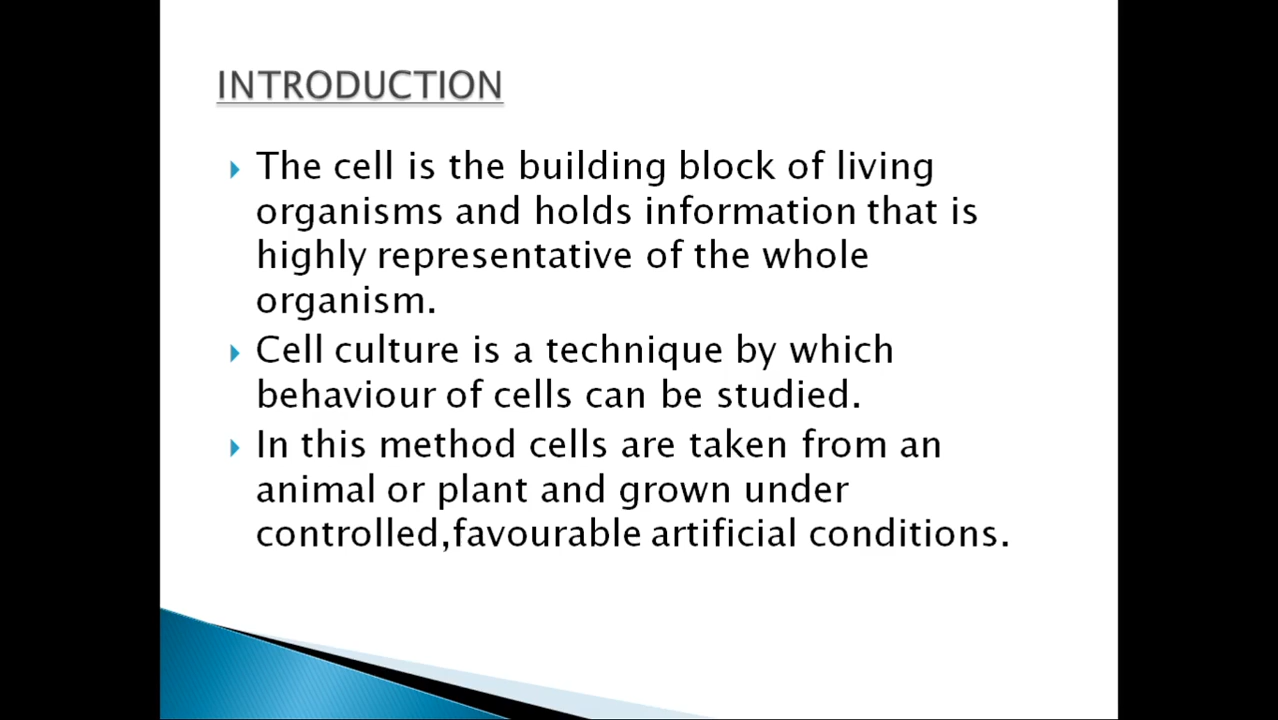 INTRODUCTION
The cell is the building block of living
organisms and holds information that is
highly representative of the whole
organism.
Cell culture is a technique by which
behaviour of cells can be studied.
In this method cells are taken from an
animal or plant and grown under
controlled,favourable artificial conditions.